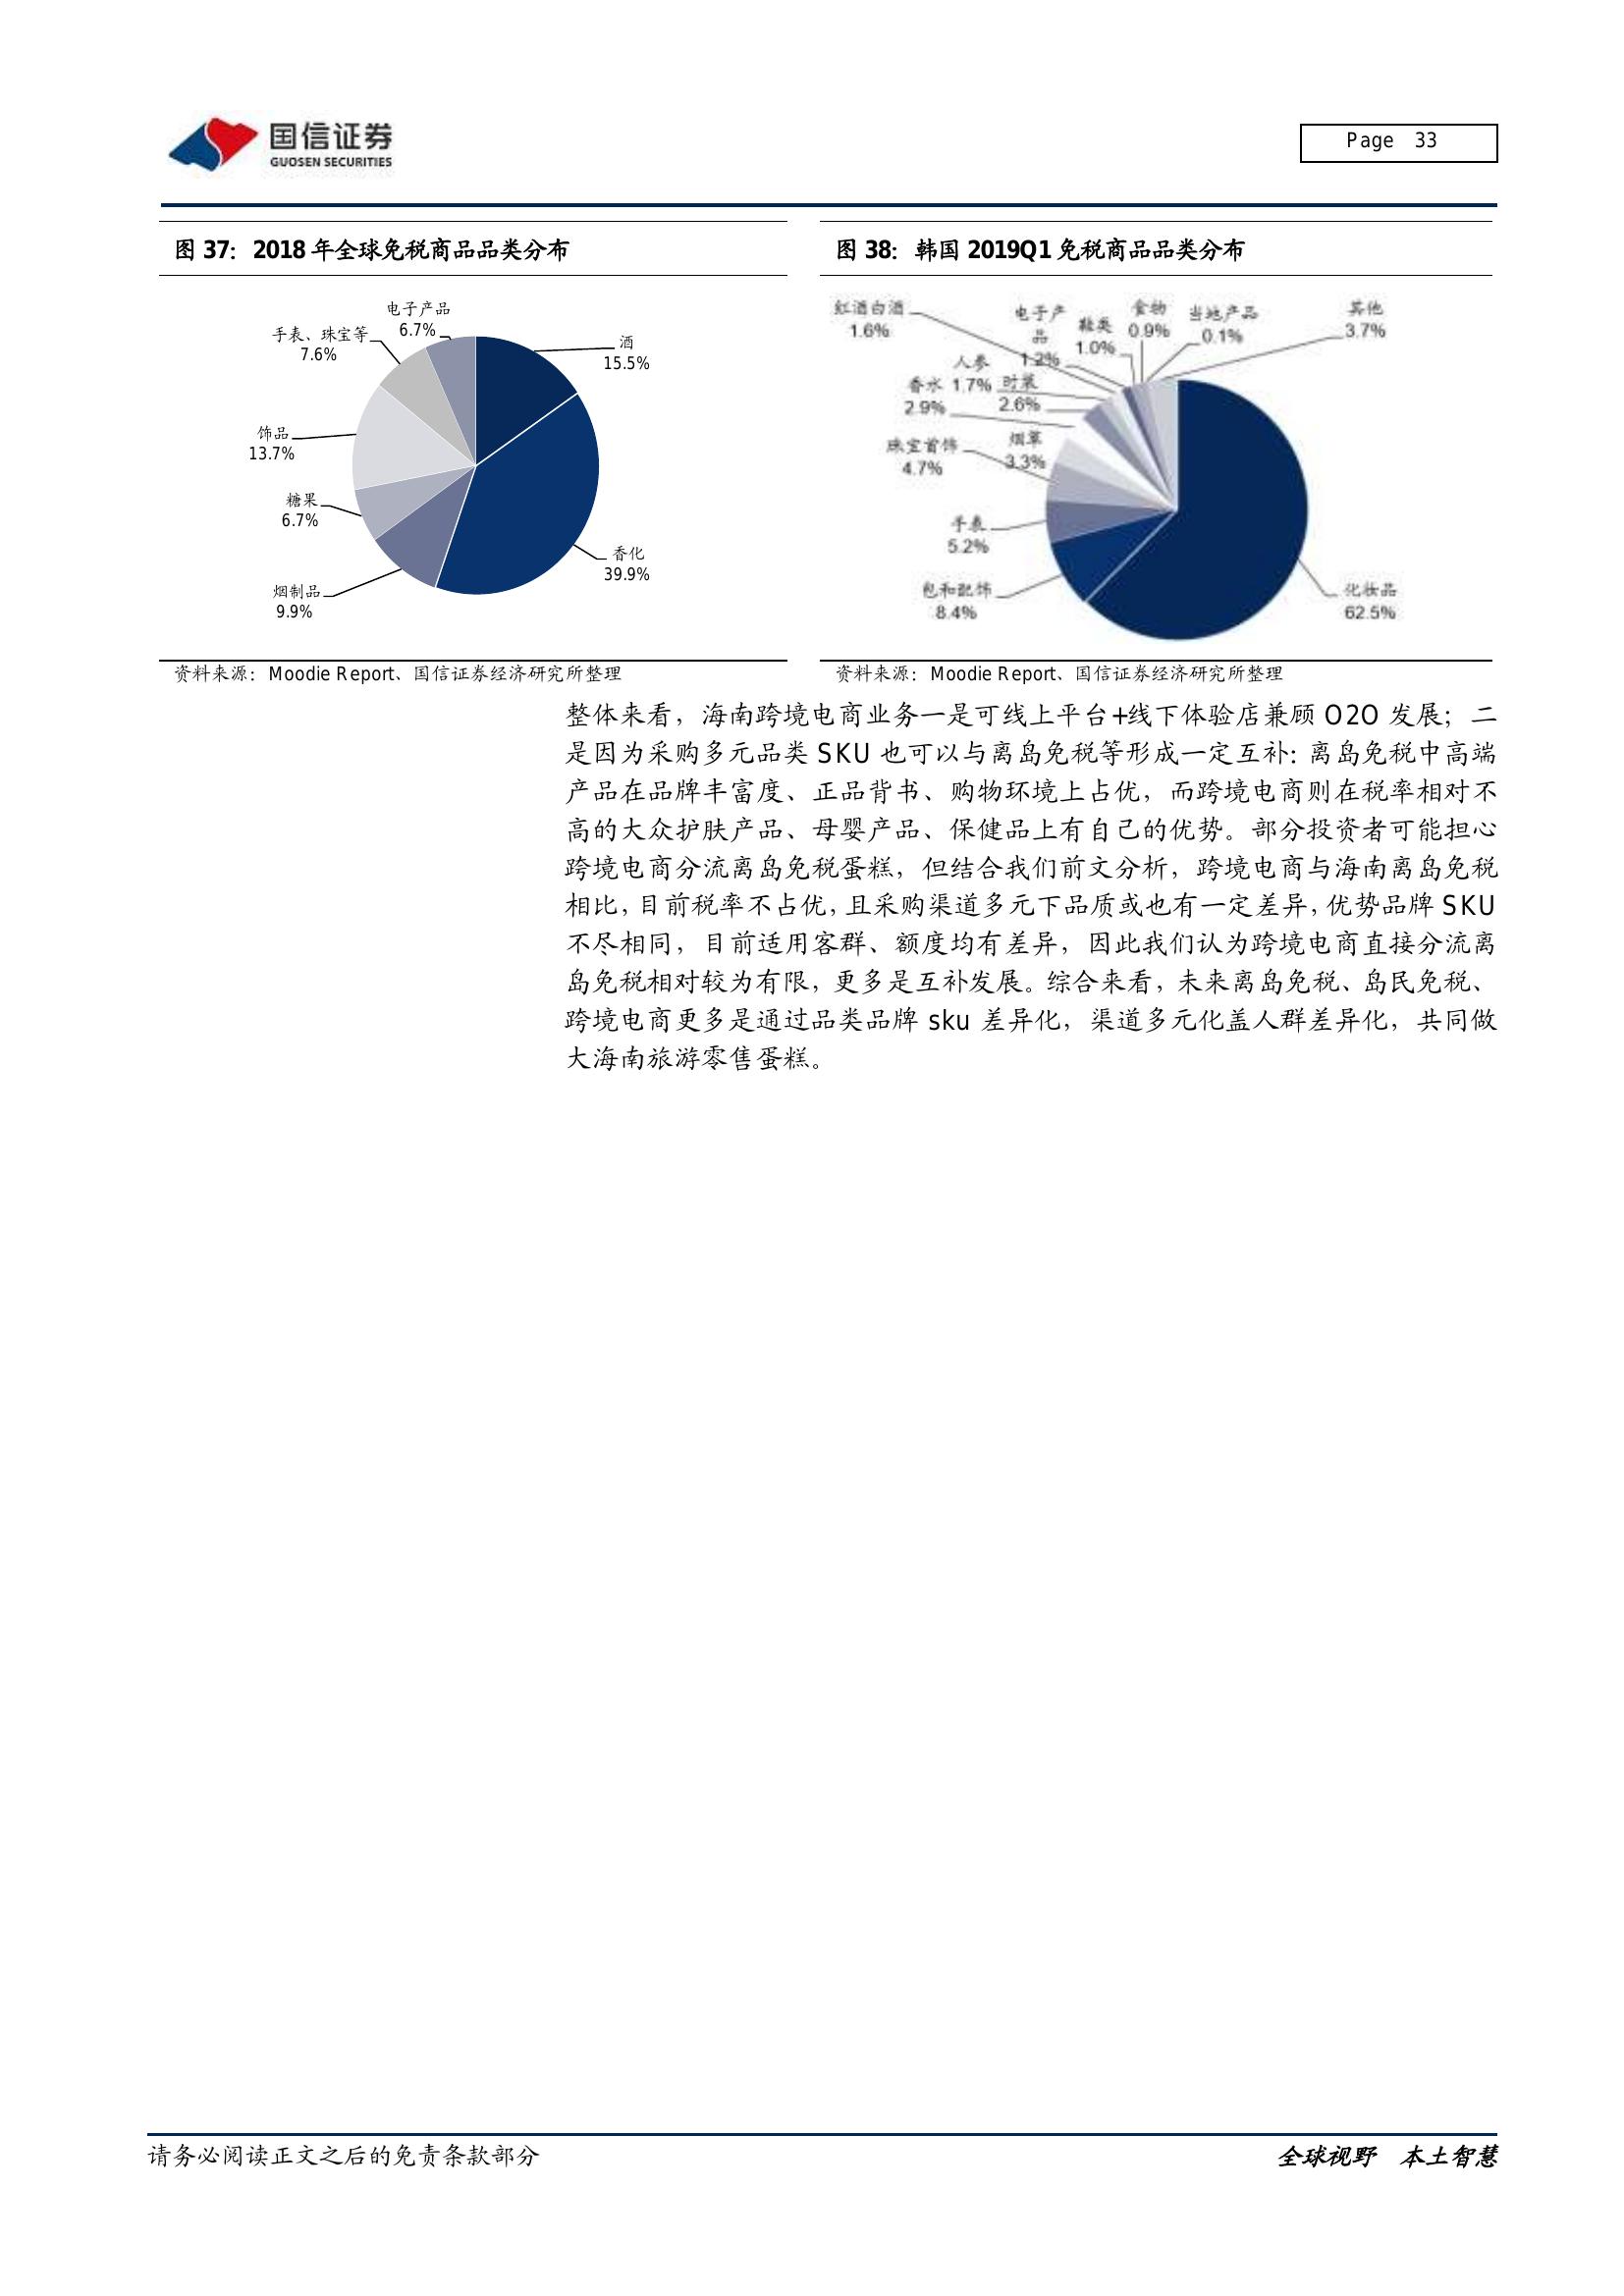 国信证券
GUOSEN SECURITIES
Page 33
图 37：2018 年全球免税商品品类分布
电子产品
6.7%
手表、珠宝等
7.6%
酒
15.5%
饰品
13.7%
糖果
6.7%
香化
39.9%
烟制品
9.9%
资料来源：Moodie Report、国信证券经济研究所整理
图 38：韩国 2019Q1 免税商品品类分布
红酒白酒
1.6%
电子产
品
1.2%
鞋类
1.0%
食物
0.9%
当地产品
0.1%
其他
3.7%
人参
1.7%
时装
2.6%
香水
2.9%
烟草
3.3%
珠宝首饰
4.7%
手表
5.2%
包和配饰
8.4%
化妆品
62.5%
资料来源：Moodie Report、国信证券经济研究所整理
整体来看，海南跨境电商业务一是可线上平台+线下体验店兼顾 O2O 发展；二
是因为采购多元品类 SKU 也可以与离岛免税等形成一定互补：离岛免税中高端
产品在品牌丰富度、正品背书、购物环境上占优，而跨境电商则在税率相对不
高的大众护肤产品、母婴产品、保健品上有自己的优势。部分投资者可能担心
跨境电商分流离岛免税蛋糕，但结合我们前文分析，跨境电商与海南离岛免税
相比，目前税率不占优，且采购渠道多元下品质或也有一定差异，优势品牌 SKU
不尽相同，目前适用客群、额度均有差异，因此我们认为跨境电商直接分流离
岛免税相对较为有限，更多是互补发展。综合来看，未来离岛免税、岛民免税、
跨境电商更多是通过品类品牌 sku 差异化，渠道多元化盖人群差异化，共同做
大海南旅游零售蛋糕。
请务必阅读正文之后的免责条款部分
全球视野 本土智慧